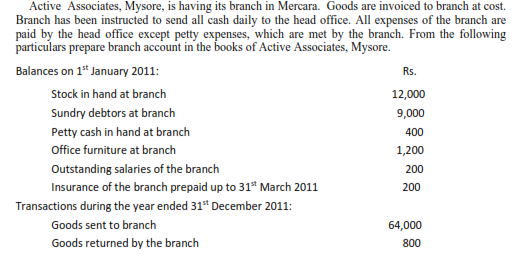 Active Associates, Mysore, is having its branch in Mercara. Goods are invoiced to branch at cost.
Branch has been instructed to send all cash daily to the head office. All expenses of the branch are
paid by the head office except petty expenses, which are met by the branch. From the following
particulars prepare branch account in the books of Active Associates, Mysore.
Balances on 1st January 2011: Rs.
Stock in hand at branch 12,000
Sundry debtors at branch 9,000
Petty cash in hand at branch 400
Office furniture at branch 1,200
Outstanding salaries of the branch 200
Insurance of the branch prepaid up to 31st March 2011 200
Transactions during the year ended 31st December 2011:
Goods sent to branch 64,000
Goods returned by the branch 800